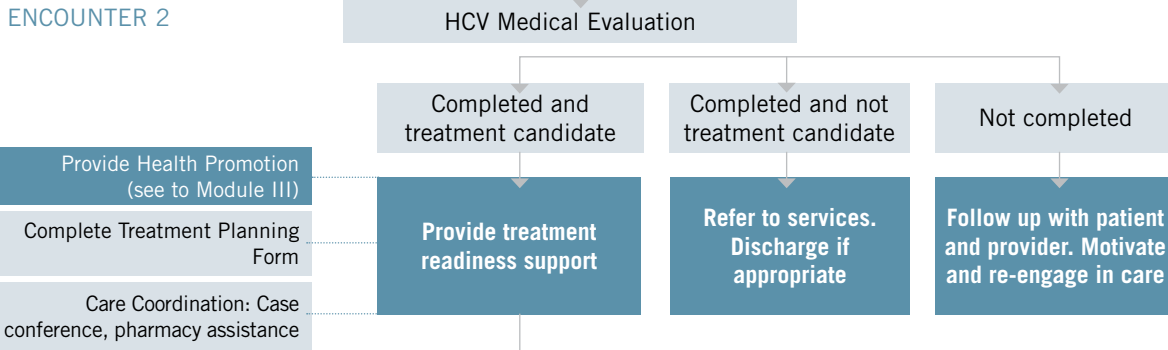 ENCOUNTER 2
HCV Medical Evaluation
Completed and
treatment candidate
Completed and not
treatment candidate
Not completed
Provide Health Promotion
(see to Module III)
Complete Treatment Planning
Form
Care Coordination: Case
conference, pharmacy assistance
Provide treatment
readiness support
Refer to services.
Discharge if
appropriate
Follow up with patient
and provider. Motivate
and re-engage in care